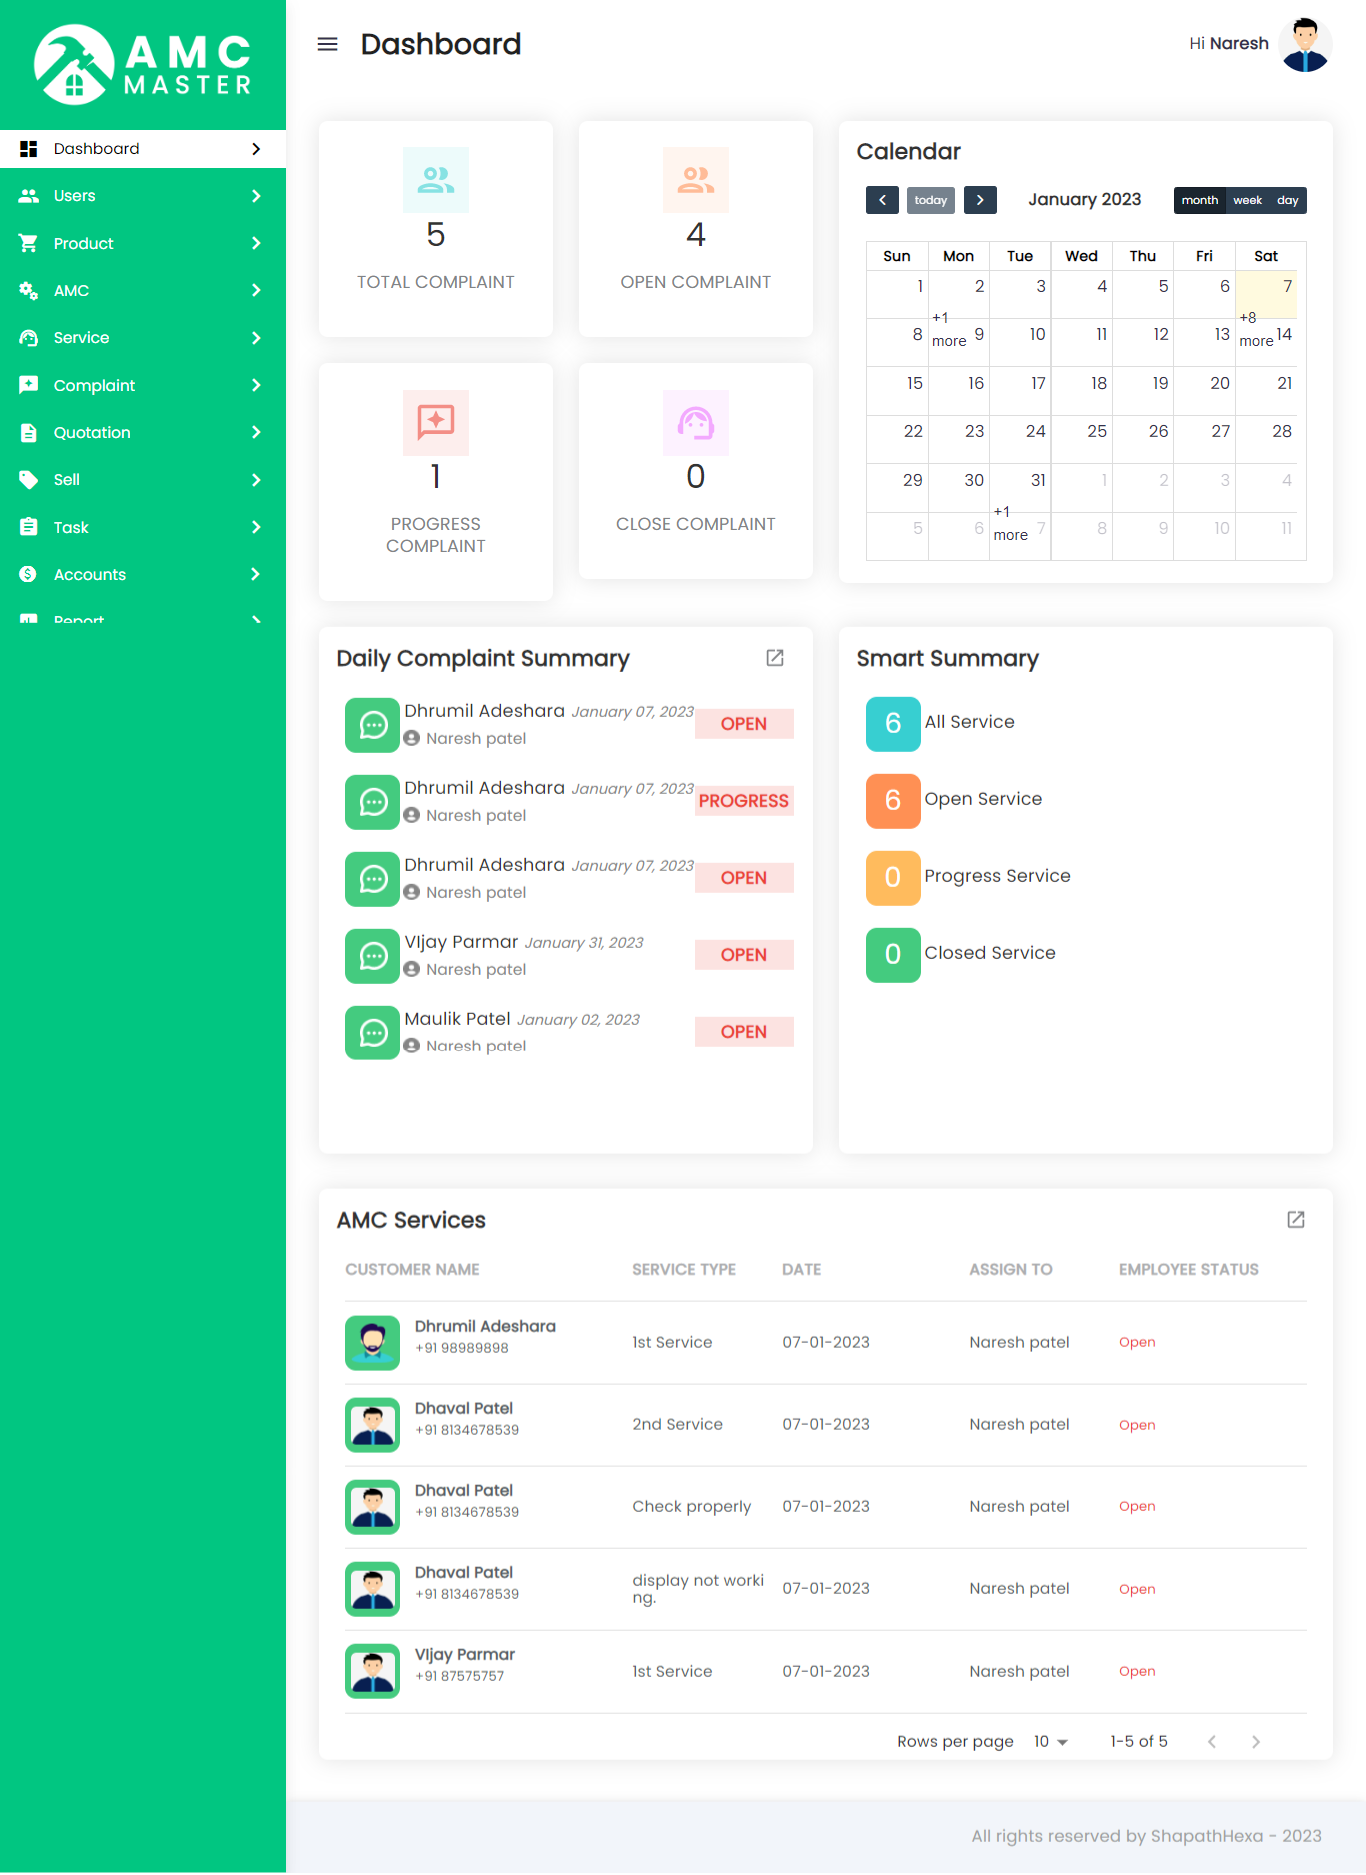 AMC
MASTER
Dashboard
Users
Product
AMC
Service
Complaint
Quotation
Sell
Task
Accounts
Report
Dashboard
Hi Naresh
5
TOTAL COMPLAINT
4
OPEN COMPLAINT
1
PROGRESS
COMPLAINT
0
CLOSE COMPLAINT
Calendar
today
January 2023
month week day
Sun Mon Tue Wed Thu Fri Sat
1 2 3 4 5 6 7
+1 more
+8 more
8 9 10 11 12 13 14
15 16 17 18 19 20 21
22 23 24 25 26 27 28
29 30 31 1 2 3 4
+1 more
5 6 7 8 9 10 11
Daily Complaint Summary
Dhrumil Adeshara January 07, 2023
Naresh patel
OPEN
Dhrumil Adeshara January 07, 2023
Naresh patel
PROGRESS
Dhrumil Adeshara January 07, 2023
Naresh patel
OPEN
VIjay Parmar January 31, 2023
Naresh patel
OPEN
Maulik Patel January 02, 2023
Naresh patel
OPEN
Smart Summary
6 All Service
6 Open Service
0 Progress Service
0 Closed Service
AMC Services
CUSTOMER NAME SERVICE TYPE DATE ASSIGN TO EMPLOYEE STATUS
Dhrumil Adeshara
+91 98989898
1st Service 07-01-2023 Naresh patel Open
Dhaval Patel
+91 8134678539
2nd Service 07-01-2023 Naresh patel Open
Dhaval Patel
+91 8134678539
Check properly 07-01-2023 Naresh patel Open
Dhaval Patel
+91 8134678539
display not worki
ng.
07-01-2023 Naresh patel Open
VIjay Parmar
+91 87575757
1st Service 07-01-2023 Naresh patel Open
Rows per page 10 1-5 of 5
All rights reserved by ShapathHexa - 2023